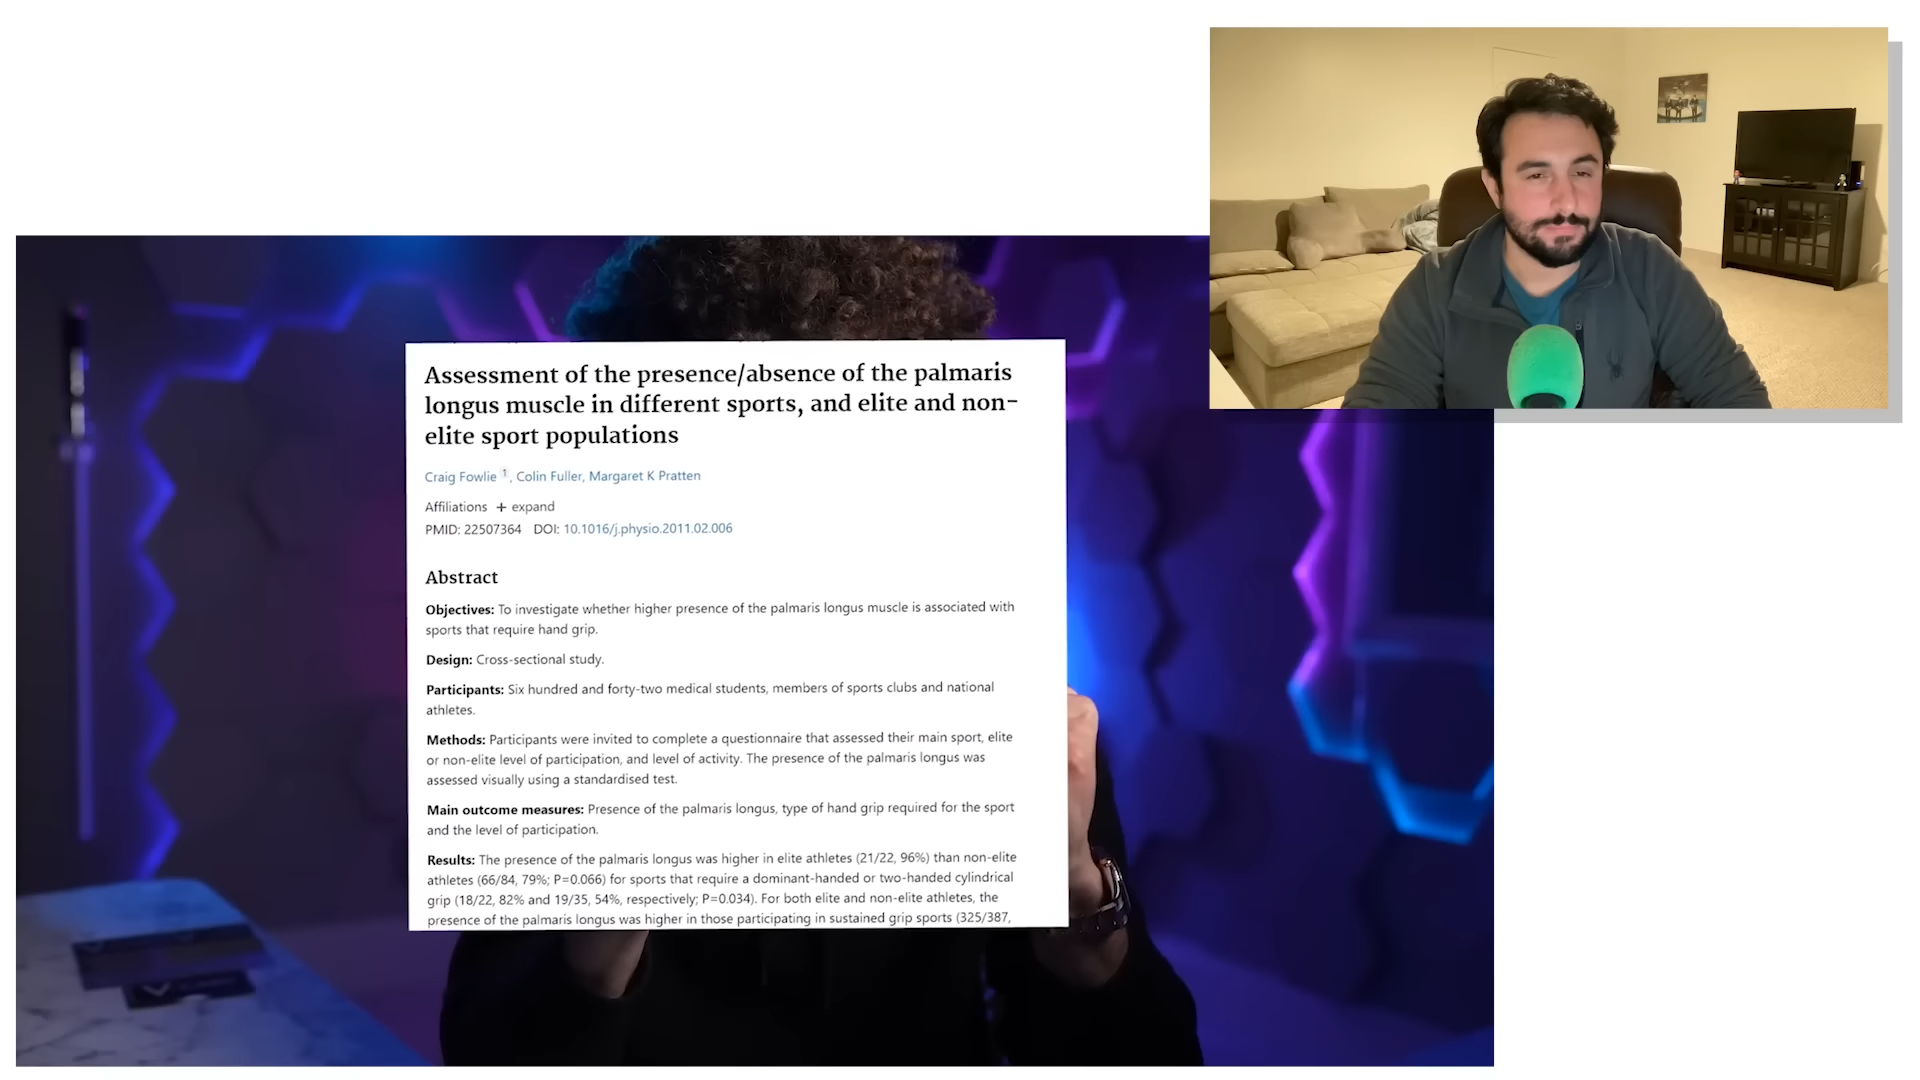 Assessment of the presence/absence of the palmaris
longus muscle in different sports, and elite and non-
elite sport populations
Craig Fowlie 1, Colin Fuller, Margaret K Pratten
Affiliations + expand
PMID: 22507364 DOI: 10.1016/j.physio.2011.02.006
Abstract
Objectives: To investigate whether higher presence of the palmaris longus muscle is associated with
sports that require hand grip.
Design: Cross-sectional study.
Participants: Six hundred and forty-two medical students, members of sports clubs and national
athletes.
Methods: Participants were invited to complete a questionnaire that assessed their main sport, elite
or non-elite level of participation, and level of activity. The presence of the palmaris longus was
assessed visually using a standardised test.
Main outcome measures: Presence of the palmaris longus, type of hand grip required for the sport
and the level of participation.
Results: The presence of the palmaris longus was higher in elite athletes (21/22, 96%) than non-elite
athletes (66/84, 79%; P=0.066) for sports that require a dominant-handed or two-handed cylindrical
grip (18/22, 82% and 19/35, 54%, respectively; P=0.034). For both elite and non-elite athletes, the
presence of the palmaris longus was higher in those participating in sustained grip sports (325/387,